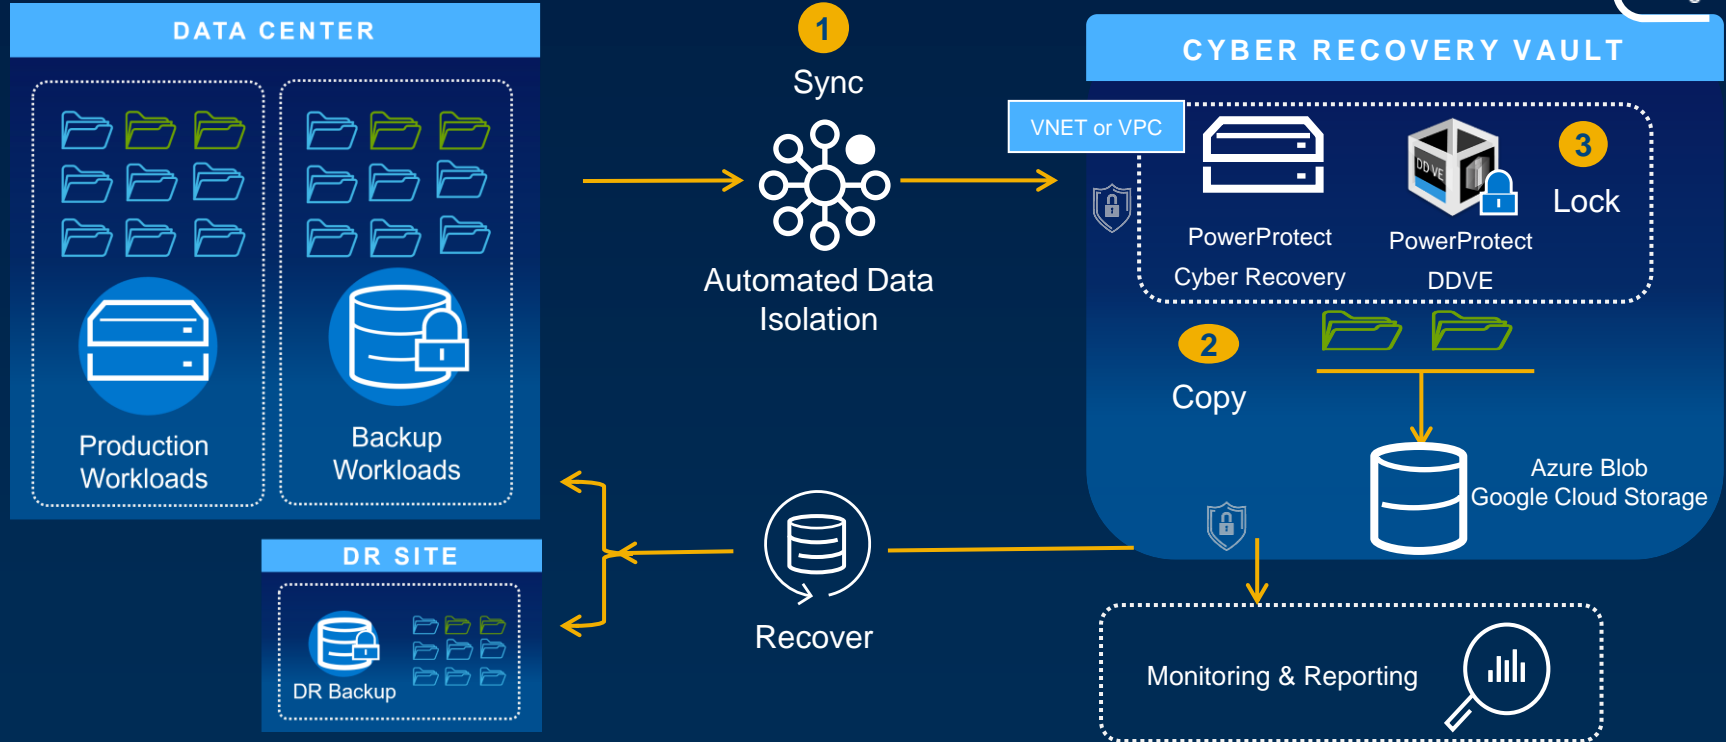 DATA CENTER
Production
Workloads
Backup
Workloads
DR SITE
DR Backup
1
Sync
Automated Data
Isolation
Recover
CYBER RECOVERY VAULT
VNET or VPC
PowerProtect
Cyber Recovery
DD VE
PowerProtect
DDVE
3
Lock
2
Copy
Azure Blob
Google Cloud Storage
Monitoring & Reporting